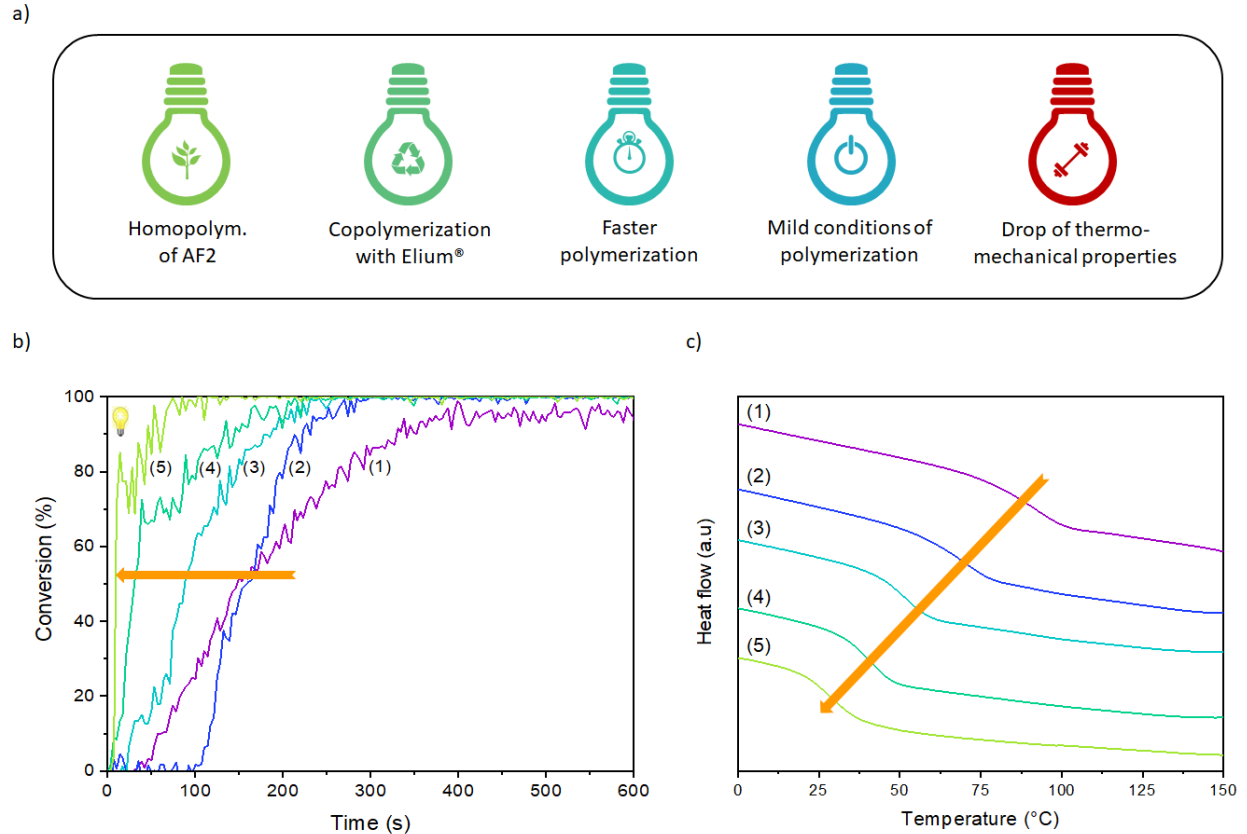 a)
Homopolym.
of AF2
Copolymerization
with Elium®
Faster
polymerization
Mild conditions of
polymerization
Drop of thermo-
mechanical properties
b)
Conversion (%)
100
80
60
40
20
0
(5)
(4)
(3)
(2)
(1)
0
100
200
300
400
500
600
Time (s)
c)
Heat flow (a.u)
(1)
(2)
(3)
(4)
(5)
0
25
50
75
100
125
150
Temperature (°C)